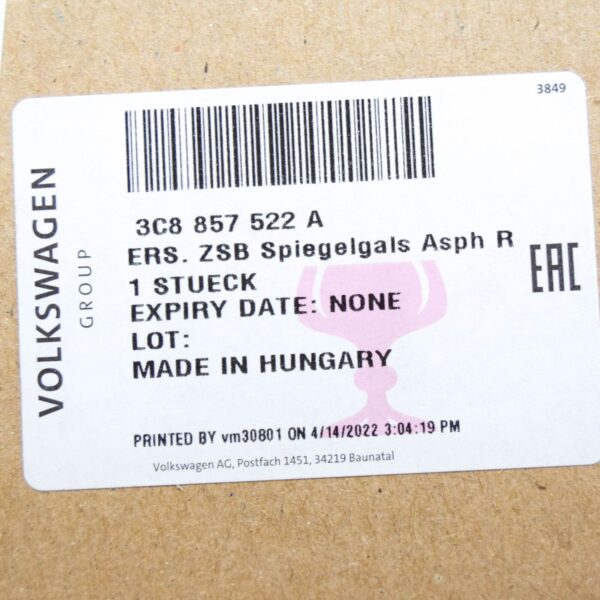 3849
VOLKSWAGEN
GROUP
3C8 857 522 A
ERS. ZSB Spiegelgals Asph R
1 STUECK
EXPIRY DATE: NONE
LOT:
MADE IN HUNGARY
EAC
PRINTED BY vm30801 ON 4/14/2022 3:04:19 PM
Volkswagen AG, Postfach 1451, 34219 Baunatal